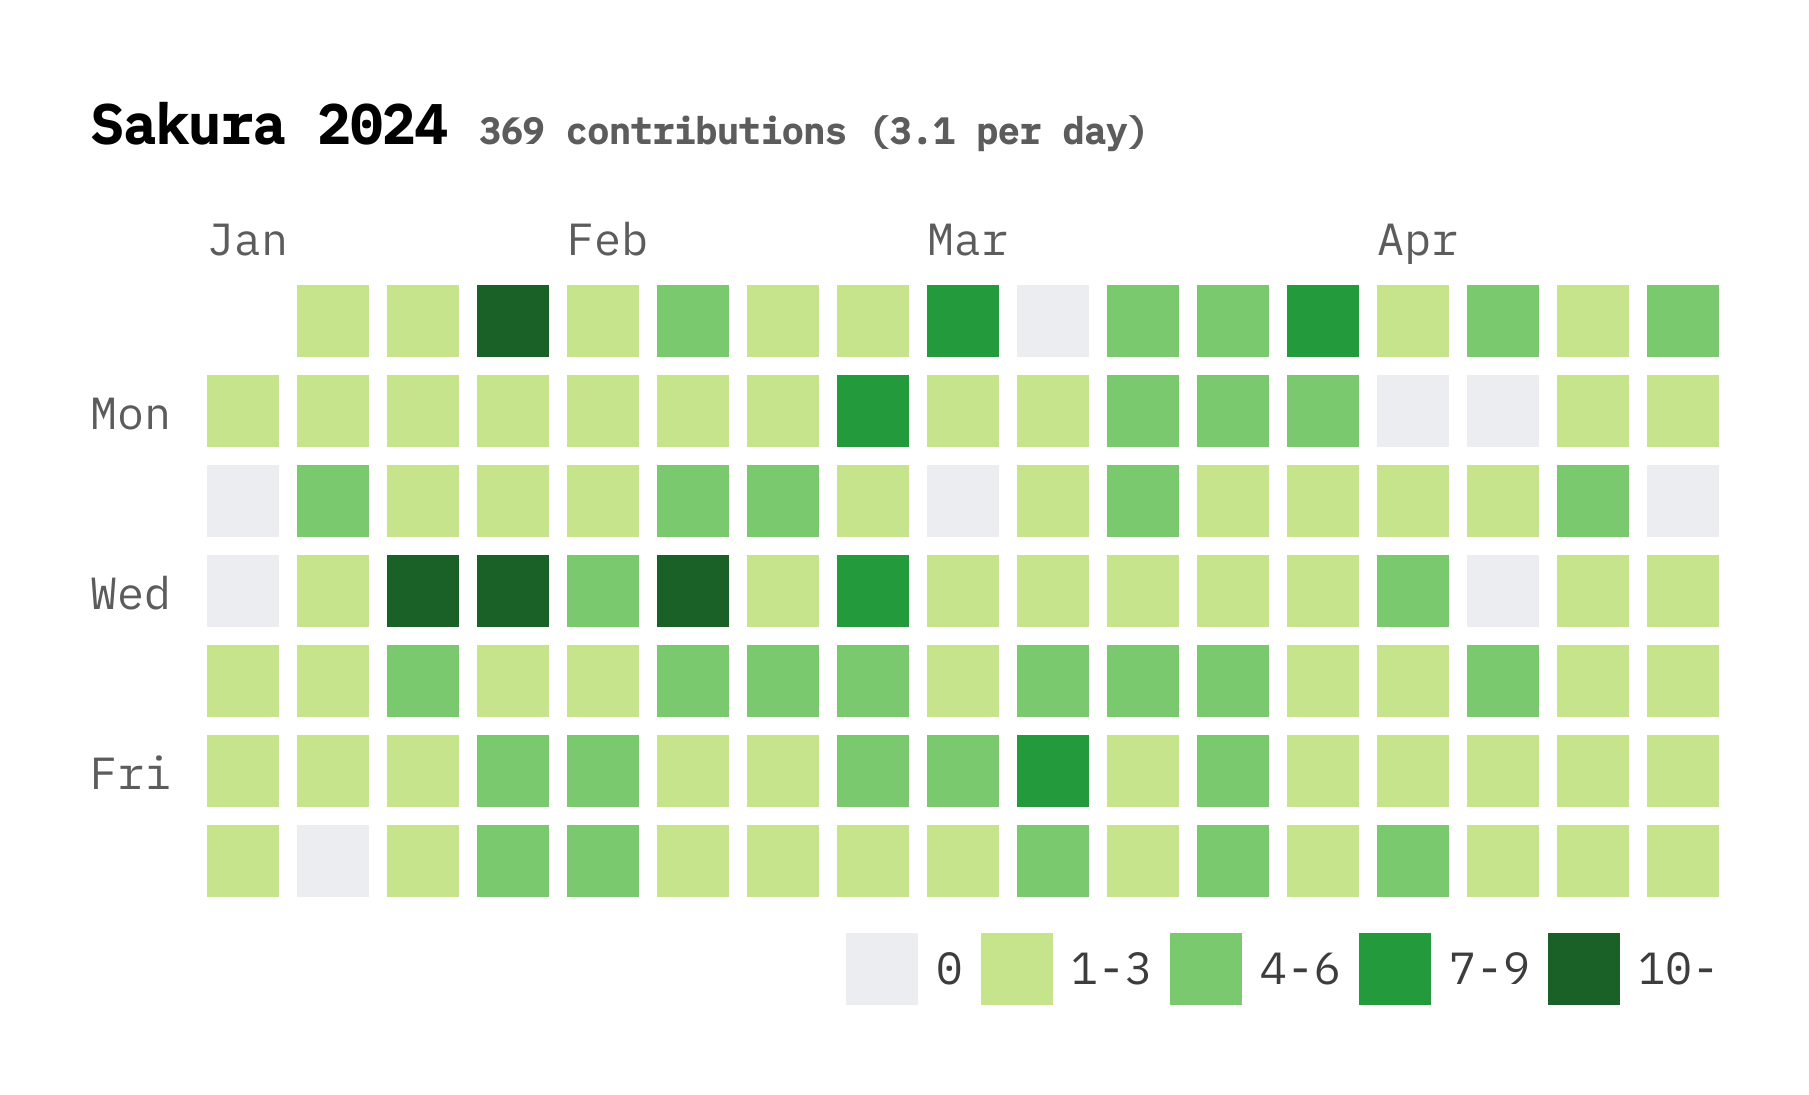 Sakura 2024 369 contributions (3.1 per day)
Jan Feb Mar Apr
Mon
Wed
Fri
0 1-3 4-6 7-9 10-